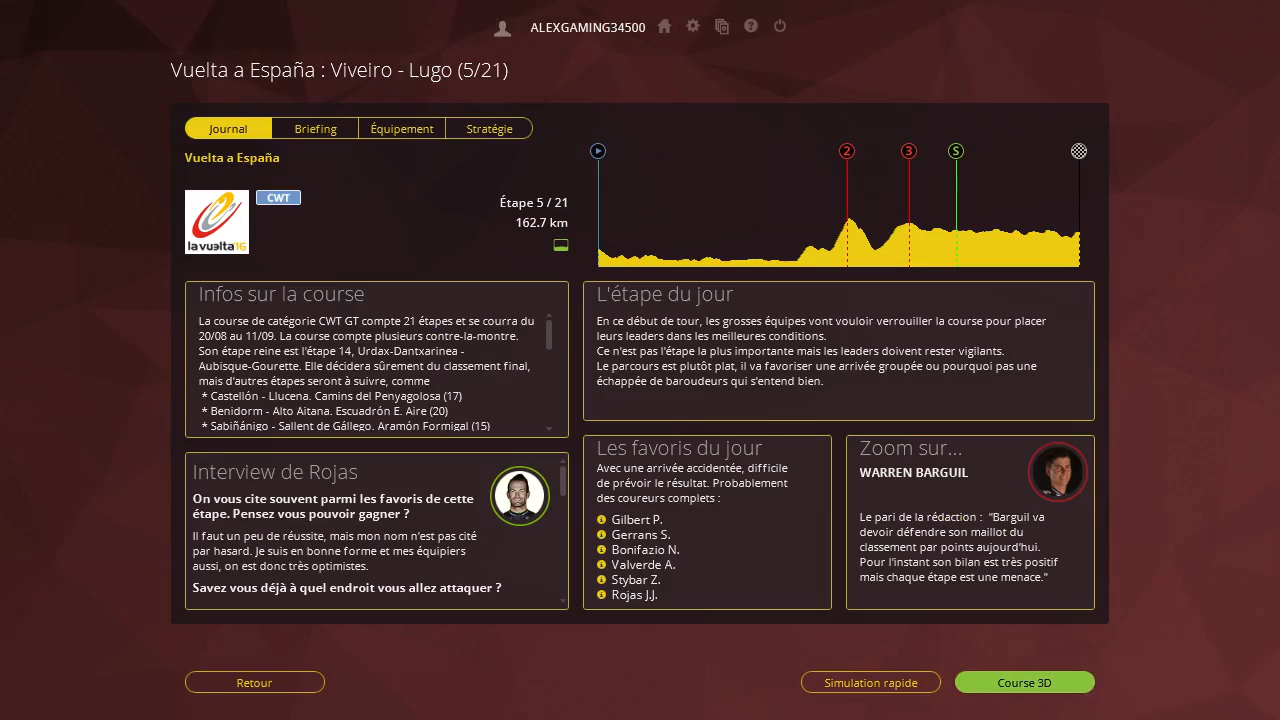 ALEXGAMING34500
Vuelta a España : Viveiro - Lugo (5/21)
Journal
Briefing
Équipement
Stratégie
Vuelta a España
la vuelta16
CWT
Étape 5 / 21
162.7 km
2
3
S
Infos sur la course
La course de catégorie CWT GT compte 21 étapes et se courra du
20/08 au 11/09. La course compte plusieurs contre-la-montre.
Son étape reine est l'étape 14, Urdax-Dantxarinea -
Aubisque-Gourette. Elle décidera sûrement du classement final,
mais d'autres étapes seront à suivre, comme
* Castellón - Llucena. Camins del Penyagolosa (17)
* Benidorm - Alto Aitana. Escuadrón E. Aire (20)
* Sabiñánigo - Sallent de Gállego. Aramón Formigal (15)
L'étape du jour
En ce début de tour, les grosses équipes vont vouloir verrouiller la course pour placer
leurs leaders dans les meilleures conditions.
Ce n'est pas l'étape la plus importante mais les leaders doivent rester vigilants.
Le parcours est plutôt plat, il va favoriser une arrivée groupée ou pourquoi pas une
échappée de baroudeurs qui s'entend bien.
Interview de Rojas
On vous cite souvent parmi les favoris de cette
étape. Pensez vous pouvoir gagner ?
Il faut un peu de réussite, mais mon nom n'est pas cité
par hasard. Je suis en bonne forme et mes équipiers
aussi, on est donc très optimistes.
Savez vous déjà à quel endroit vous allez attaquer ?
Les favoris du jour
Avec une arrivée accidentée, difficile
de prévoir le résultat. Probablement
des coureurs complets :
Gilbert P.
Gerrans S.
Bonifazio N.
Valverde A.
Stybar Z.
Rojas J.J.
Zoom sur...
WARREN BARGUIL
Le pari de la rédaction : "Barguil va
devoir défendre son maillot du
classement par points aujourd'hui.
Pour l'instant son bilan est très positif
mais chaque étape est une menace."
Retour
Simulation rapide
Course 3D